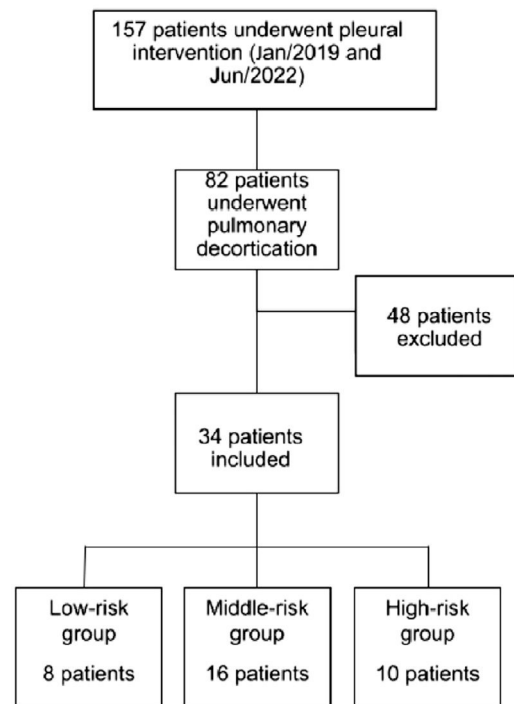 157 patients underwent pleural
intervention (Jan/2019 and
Jun/2022)
82 patients
underwent
pulmonary
decortication
48 patients
excluded
34 patients
included
Low-risk
group
8 patients
Middle-risk
group
16 patients
High-risk
group
10 patients